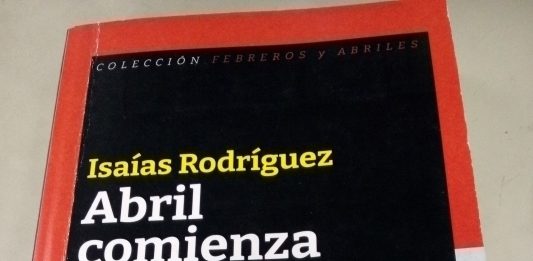 COLECCIÓN FEBREROS y ABRILES
Isaías Rodríguez
Abril
comienza